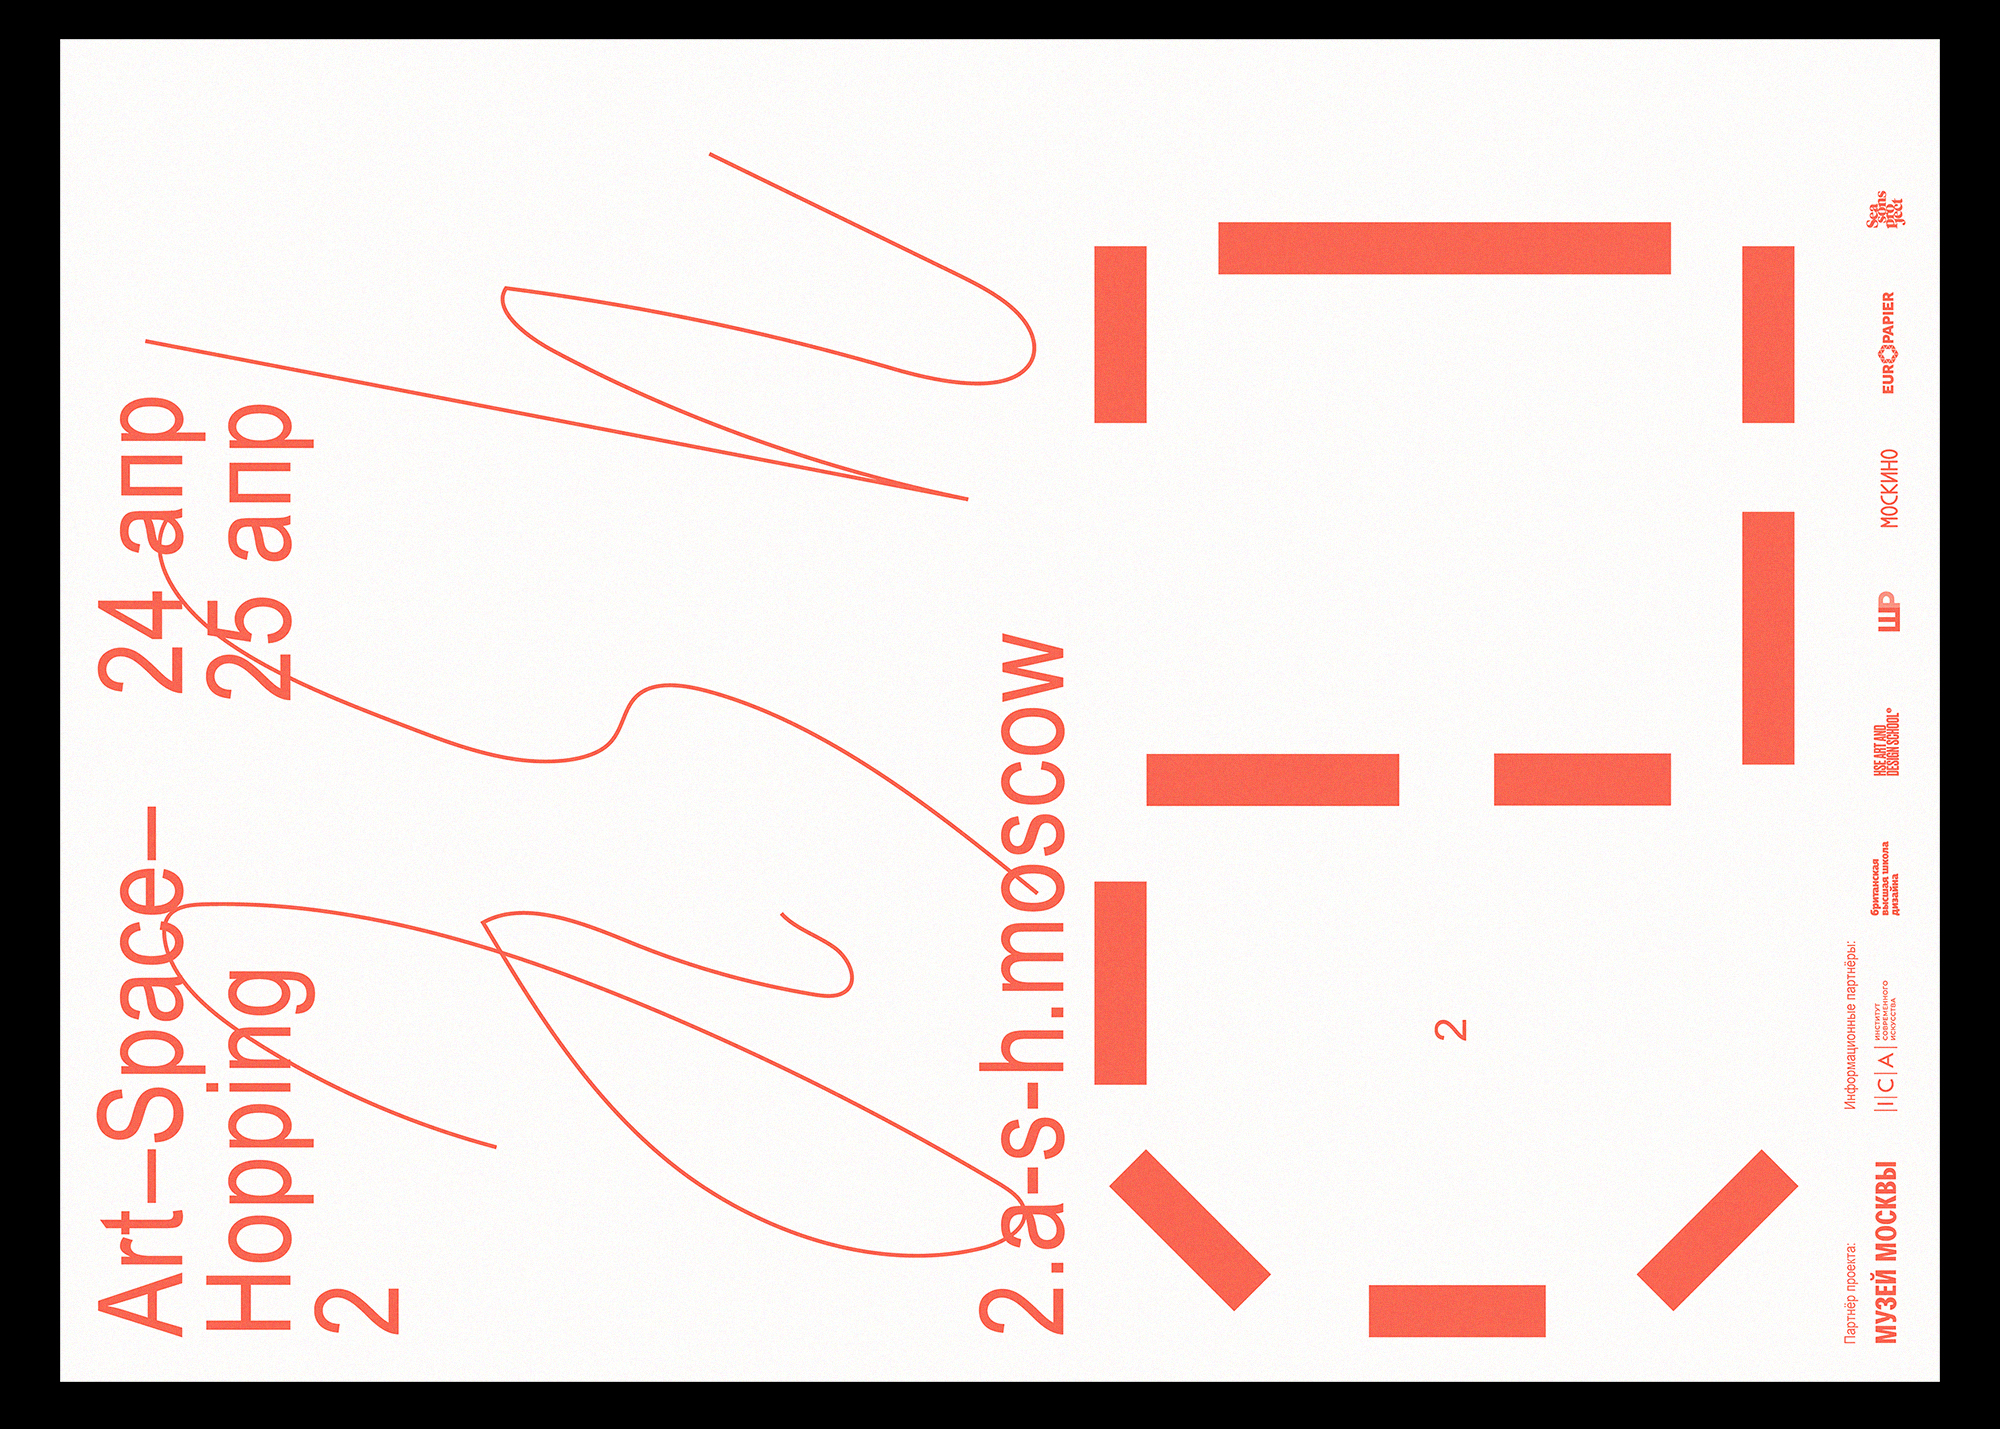 Art–Space–
Hopping
2
24 апр
25 апр
2.a-s-h.moscow
2
Партнёр проекта:
МУЗЕЙ МОСКВЫ
Информационные партнёры:
I C A
ИНСТИТУТ
СОВРЕМЕННОГО
ИСКУССТВА
британская
высшая школа
дизайна
HSE ART AND
DESIGN SCHOOL
ШР
МОСКИНО
EUROPAPIER
Sea
sons
pro
ject